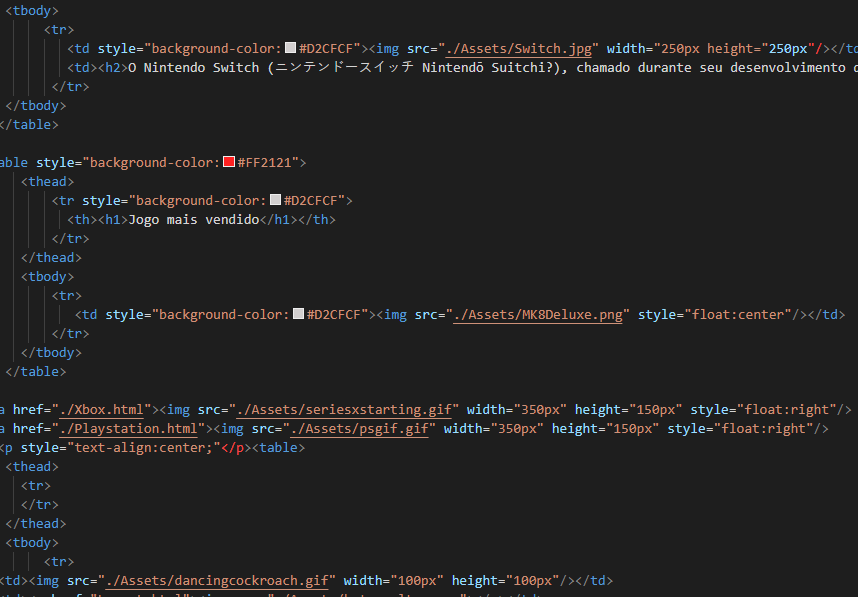 <tbody>
<tr>
<td style="background-color:#D2CFCF"><img src="./Assets/Switch.jpg" width="250px height="250px"/></td
<td><h2>O Nintendo Switch (ニンテンドースイッチ Nintendō Suitchi?), chamado durante seu desenvolvimento
</tr>
</tbody>
</table>
able style="background-color:#FF2121">
<thead>
<tr style="background-color:#D2CFCF">
<th><h1>Jogo mais vendido</h1></th>
</tr>
</thead>
<tbody>
<tr>
<td style="background-color:#D2CFCF"><img src="./Assets/MK8Deluxe.png" style="float:center"/></td>
</tr>
</tbody>
</table>
a href="./Xbox.html"><img src="./Assets/seriesxstarting.gif" width="350px" height="150px" style="float:right"/>
a href="./Playstation.html"><img src="./Assets/psgif.gif" width="350px" height="150px" style="float:right"/>
<p style="text-align:center;"</p><table>
<thead>
<tr>
</tr>
</thead>
<tbody>
<tr>
<td><img src="./Assets/dancingcockroach.gif" width="100px" height="100px"/></td>